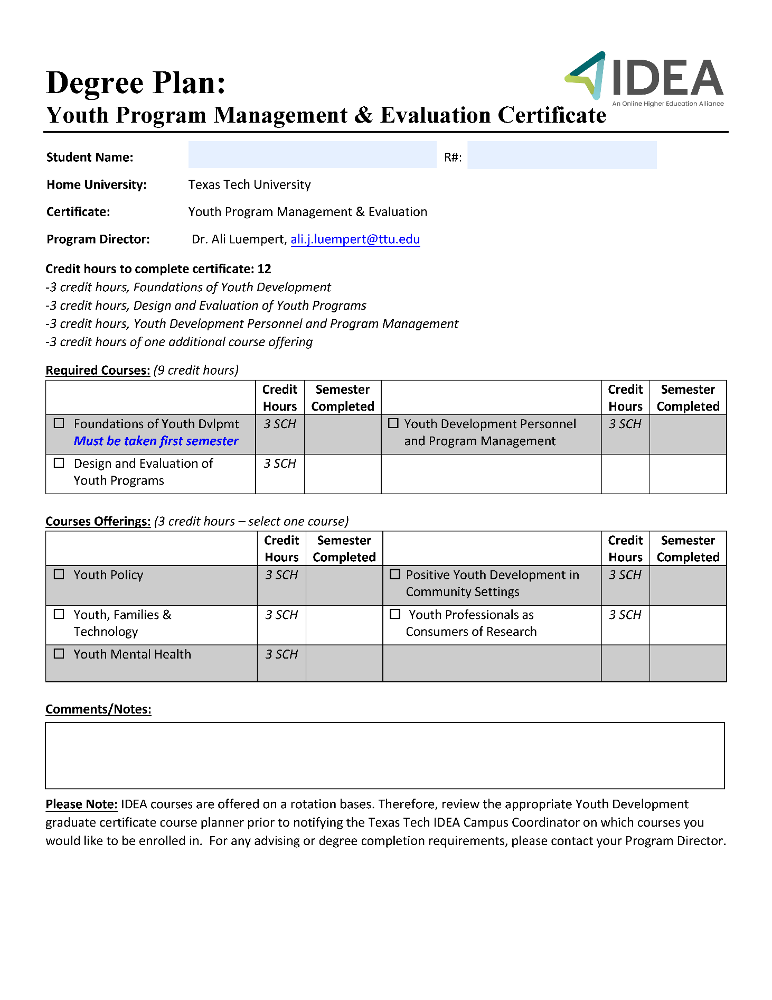 IDEA
An Online Higher Education Alliance
Degree Plan:
Youth Program Management & Evaluation Certificate
Student Name: R#:
Home University: Texas Tech University
Certificate: Youth Program Management & Evaluation
Program Director: Dr. Ali Luempert, ali.j.luempert@ttu.edu
Credit hours to complete certificate: 12
-3 credit hours, Foundations of Youth Development
-3 credit hours, Design and Evaluation of Youth Programs
-3 credit hours, Youth Development Personnel and Program Management
-3 credit hours of one additional course offering
Required Courses: (9 credit hours)
Credit Semester Credit Semester
Hours Completed Hours Completed
☐ Foundations of Youth Dvlpmt 3 SCH ☐ Youth Development Personnel 3 SCH
Must be taken first semester and Program Management
☐ Design and Evaluation of 3 SCH
Youth Programs
Courses Offerings: (3 credit hours – select one course)
Credit Semester Credit Semester
Hours Completed Hours Completed
☐ Youth Policy 3 SCH ☐ Positive Youth Development in 3 SCH
Community Settings
☐ Youth, Families & 3 SCH ☐ Youth Professionals as 3 SCH
Technology Consumers of Research
☐ Youth Mental Health 3 SCH
Comments/Notes:
Please Note: IDEA courses are offered on a rotation bases. Therefore, review the appropriate Youth Development
graduate certificate course planner prior to notifying the Texas Tech IDEA Campus Coordinator on which courses you
would like to be enrolled in. For any advising or degree completion requirements, please contact your Program Director.